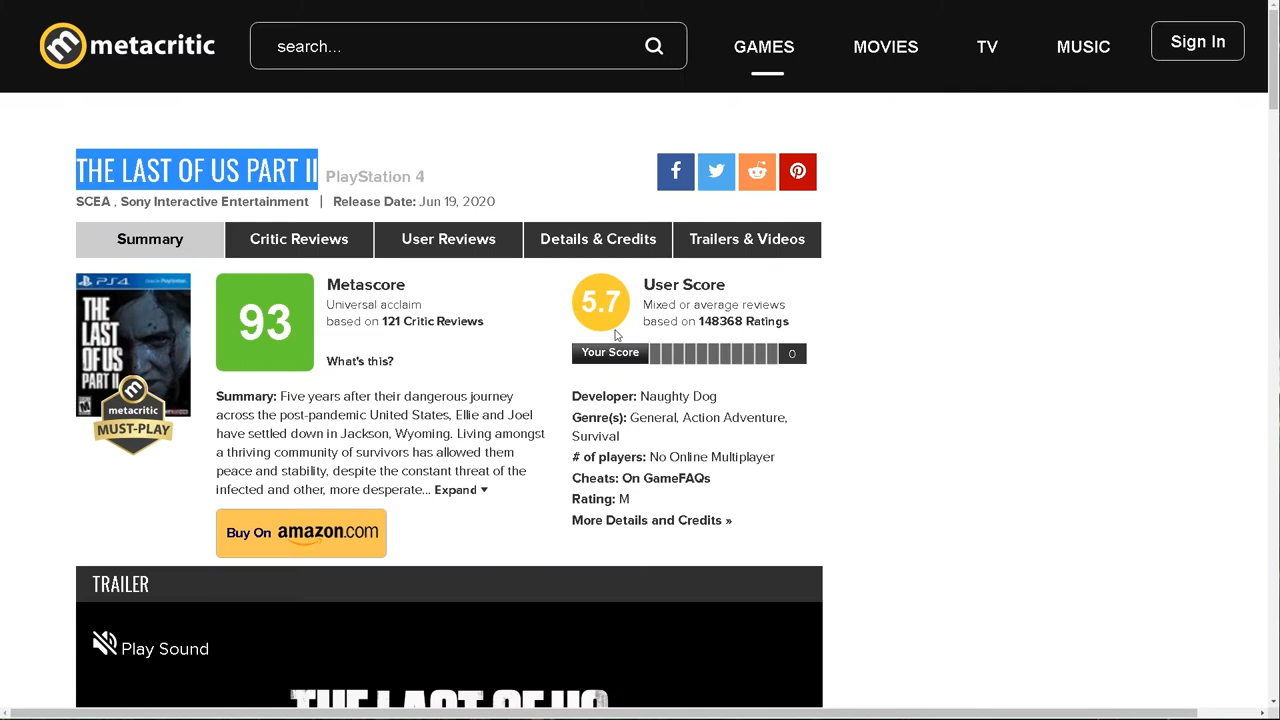 metacritic
search...
GAMES
MOVIES
TV
MUSIC
Sign In
THE LAST OF US PART II PlayStation 4
SCEA , Sony Interactive Entertainment | Release Date: Jun 19, 2020
Summary
Critic Reviews
User Reviews
Details & Credits
Trailers & Videos
PS4
THE
LAST
OF US
PART II
metacritic
MUST-PLAY
93
Metascore
Universal acclaim
based on 121 Critic Reviews
What's this?
Summary: Five years after their dangerous journey
across the post-pandemic United States, Ellie and Joel
have settled down in Jackson, Wyoming. Living amongst
a thriving community of survivors has allowed them
peace and stability, despite the constant threat of the
infected and other, more desperate... Expand
Buy On amazon.com
5.7
User Score
Mixed or average reviews
based on 148368 Ratings
Your Score
0
Developer: Naughty Dog
Genre(s): General, Action Adventure,
Survival
# of players: No Online Multiplayer
Cheats: On GameFAQs
Rating: M
More Details and Credits »
TRAILER
Play Sound
THE LAST OF US